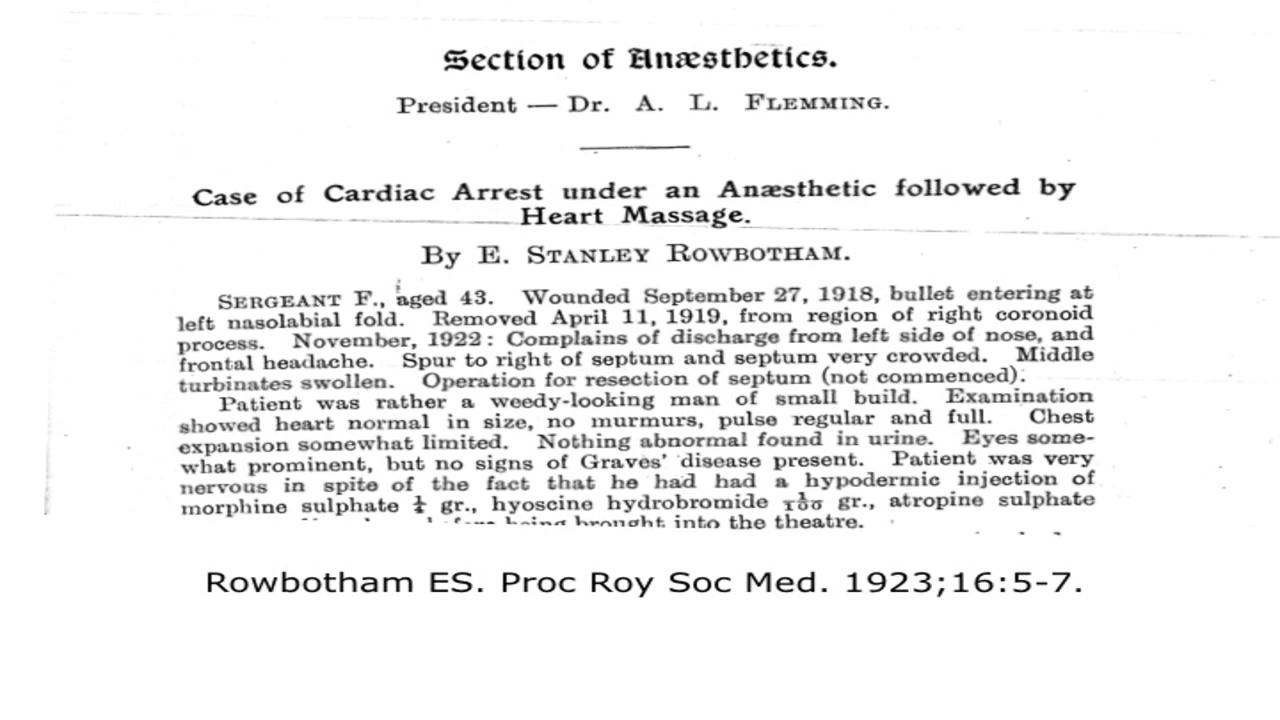 Section of Anæsthetics.
President — Dr. A. L. FLEMMING.
Case of Cardiac Arrest under an Anæsthetic followed by
Heart Massage.
By E. STANLEY ROWBOTHAM.
SERGEANT F., aged 43. Wounded September 27, 1918, bullet entering at
left nasolabial fold. Removed April 11, 1919, from region of right coronoid
process. November, 1922: Complains of discharge from left side of nose, and
frontal headache. Spur to right of septum and septum very crowded. Middle
turbinates swollen. Operation for resection of septum (not commenced).
Patient was rather a weedy-looking man of small build. Examination
showed heart normal in size, no murmurs, pulse regular and full. Chest
expansion somewhat limited. Nothing abnormal found in urine. Eyes some-
what prominent, but no signs of Graves' disease present. Patient was very
nervous in spite of the fact that he had had a hypodermic injection of
morphine sulphate gr., hyoscine hydrobromide 1/100 gr., atropine sulphate
being brought into the theatre.
Rowbotham ES. Proc Roy Soc Med. 1923;16:5-7.